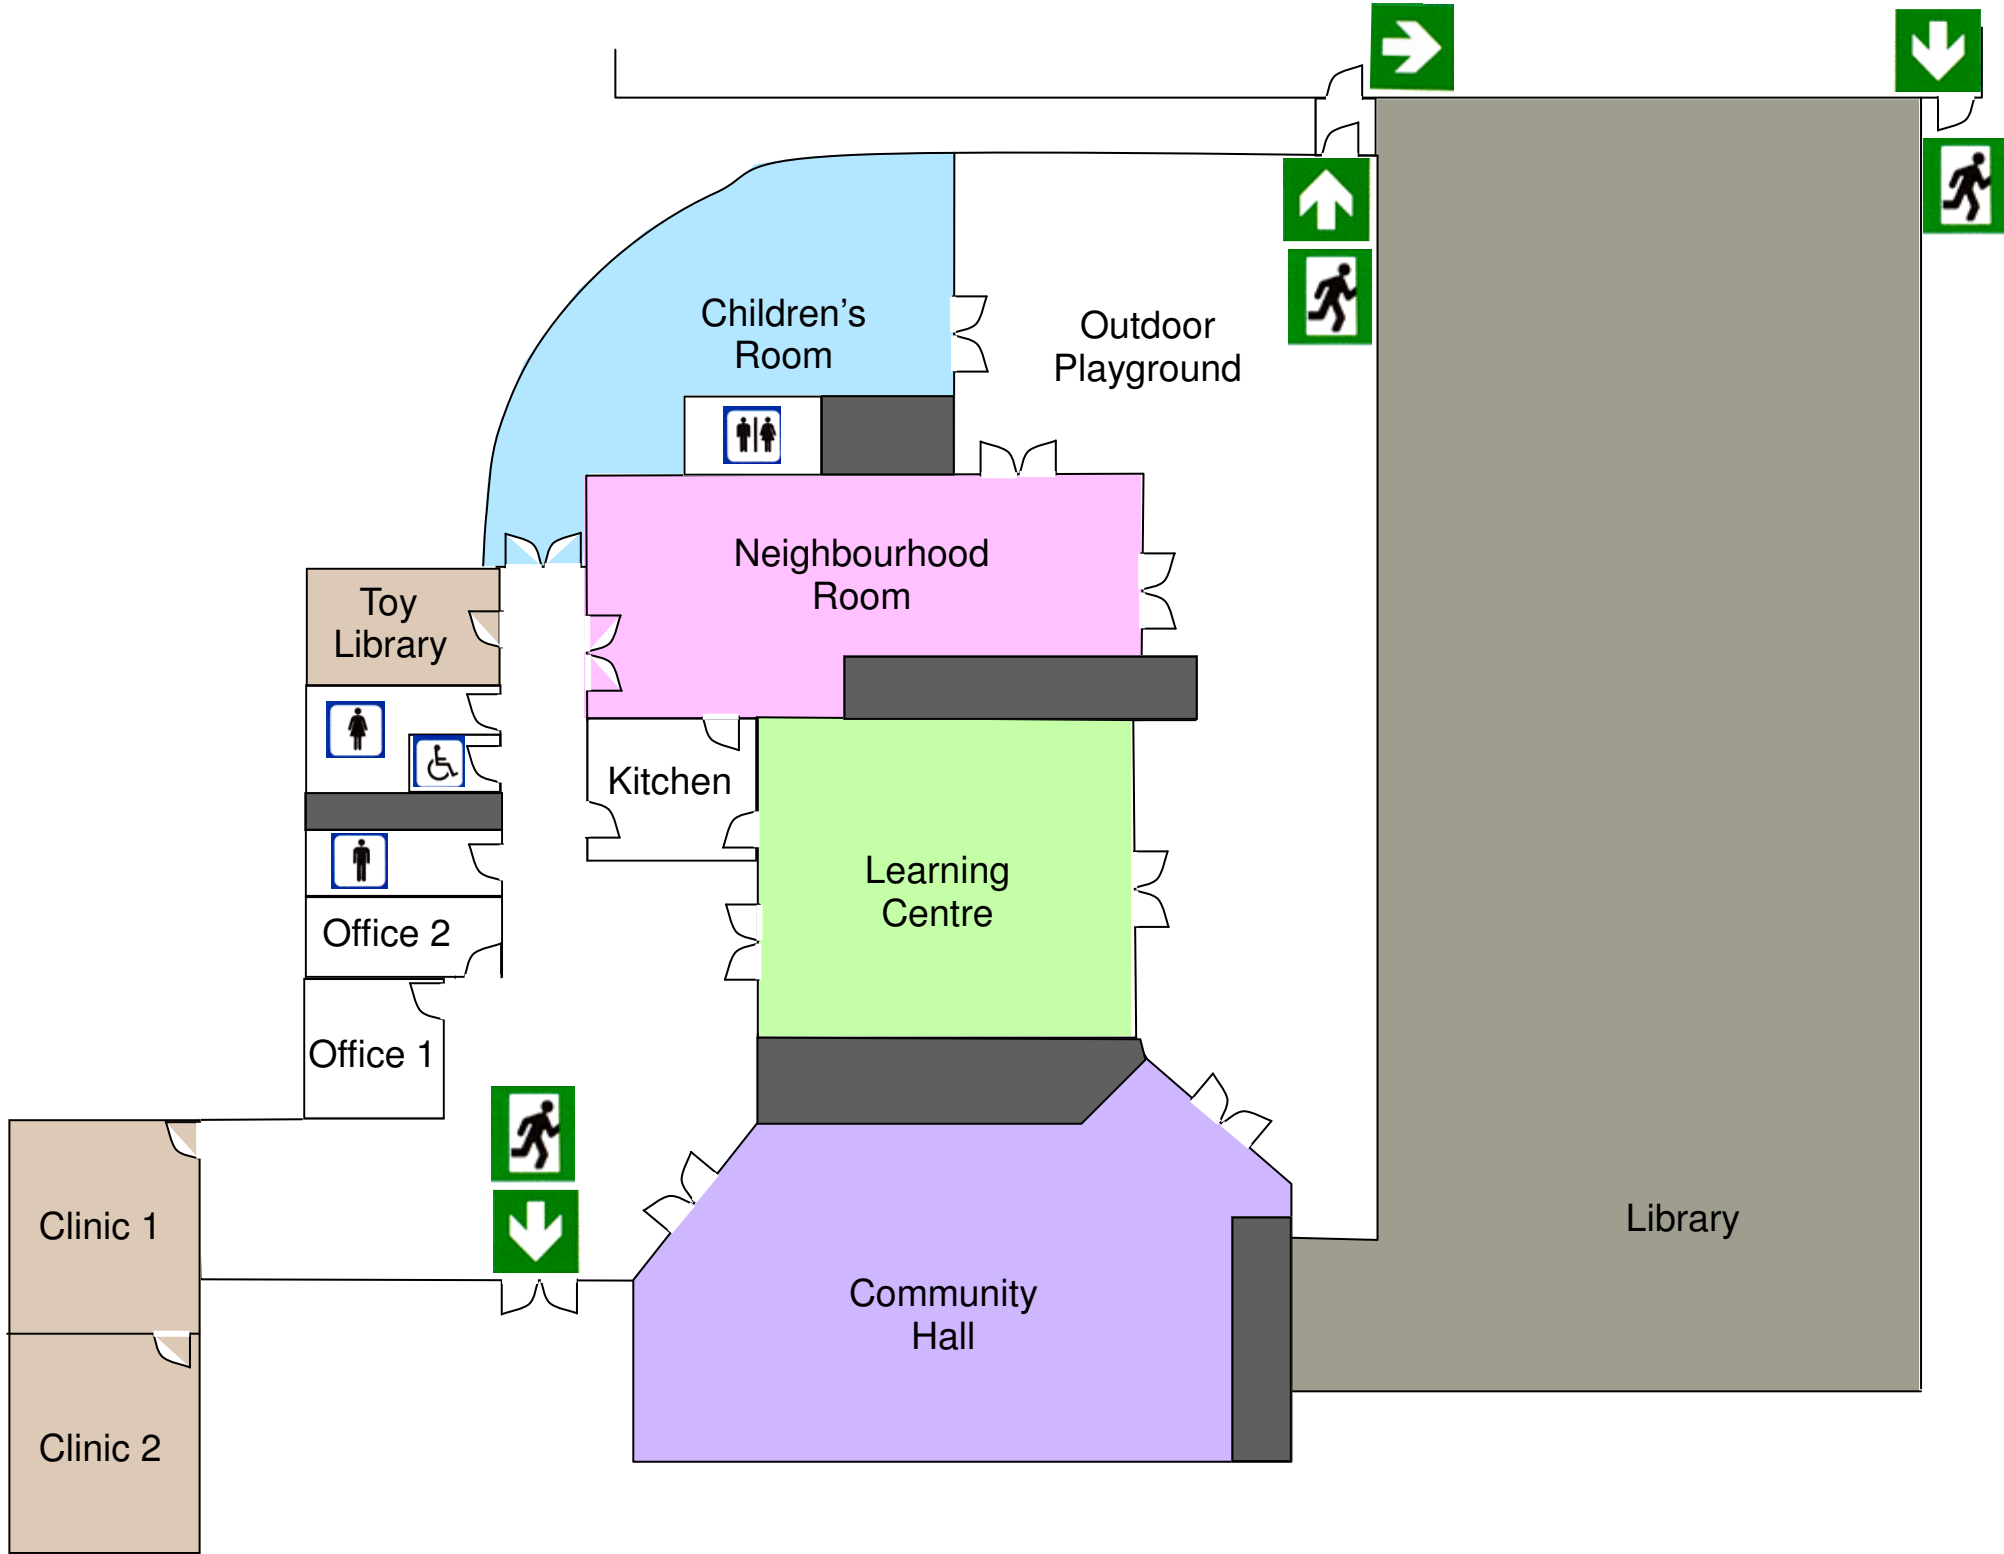 Children's
Room
Outdoor
Playground
Neighbourhood
Room
Toy
Library
Kitchen
Learning
Centre
Office 2
Office 1
Clinic 1
Library
Community
Hall
Clinic 2